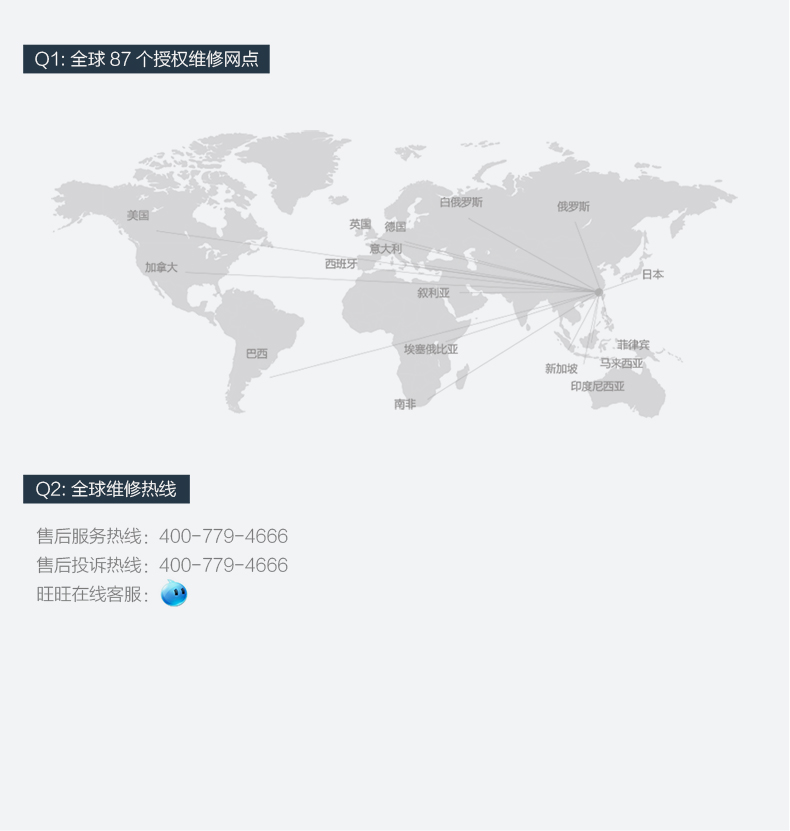 Q1: 全球 87 个授权维修网点
白俄罗斯
俄罗斯
美国
英国
德国
意大利
西班牙
加拿大
日本
叙利亚
菲律宾
埃塞俄比亚
巴西
马来西亚
新加坡
印度尼西亚
南非
Q2: 全球维修热线
售后服务热线：400-779-4666
售后投诉热线：400-779-4666
旺旺在线客服：